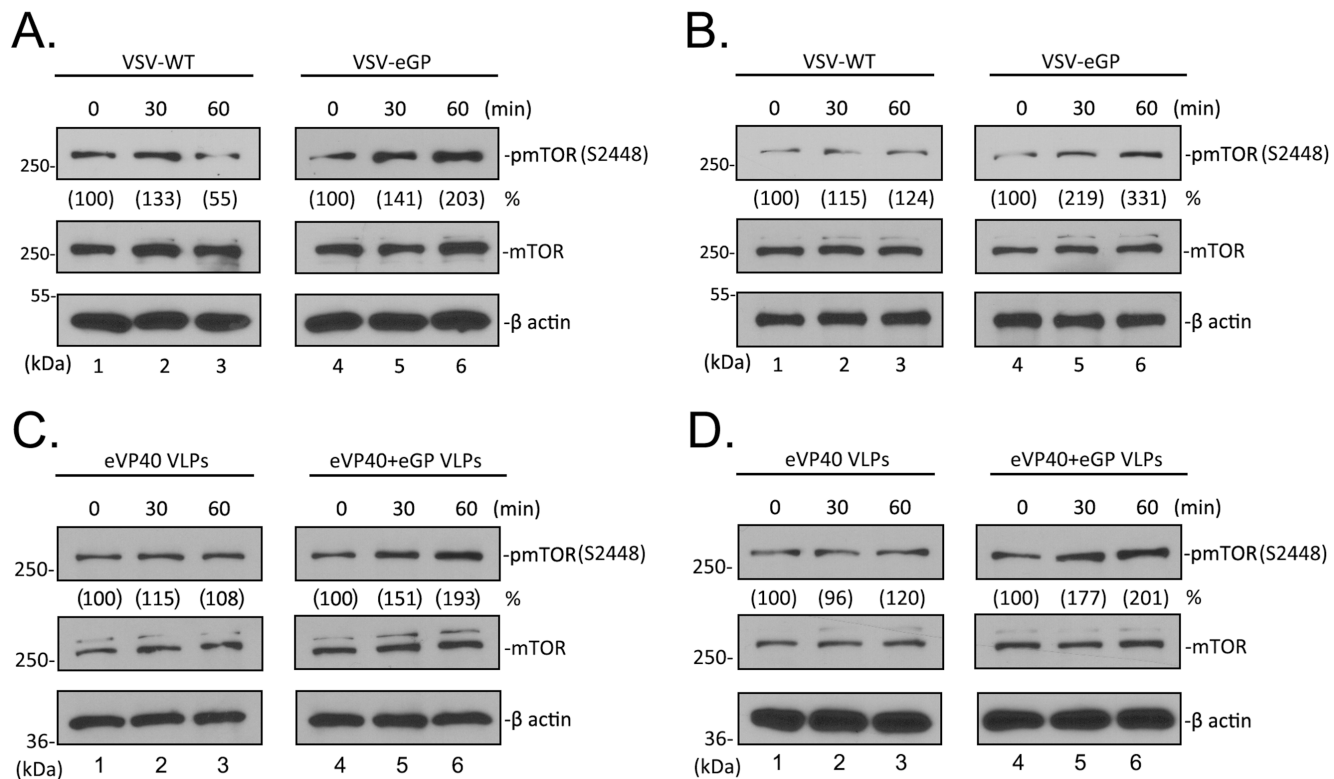 A.
VSV-WT VSV-eGP
0 30 60 0 30 60 (min)
250- -pmTOR (S2448)
(100) (133) (55) (100) (141) (203) %
250- -mTOR
55- -β actin
(kDa) 1 2 3 4 5 6
B.
VSV-WT VSV-eGP
0 30 60 0 30 60 (min)
250- -pmTOR (S2448)
(100) (115) (124) (100) (219) (331) %
250- -mTOR
55- -β actin
(kDa) 1 2 3 4 5 6
C.
eVP40 VLPs eVP40+eGP VLPs
0 30 60 0 30 60 (min)
250- -pmTOR (S2448)
(100) (115) (108) (100) (151) (193) %
250- -mTOR
36- -β actin
(kDa) 1 2 3 4 5 6
D.
eVP40 VLPs eVP40+eGP VLPs
0 30 60 0 30 60 (min)
250- -pmTOR (S2448)
(100) (96) (120) (100) (177) (201) %
250- -mTOR
36- -β actin
(kDa) 1 2 3 4 5 6